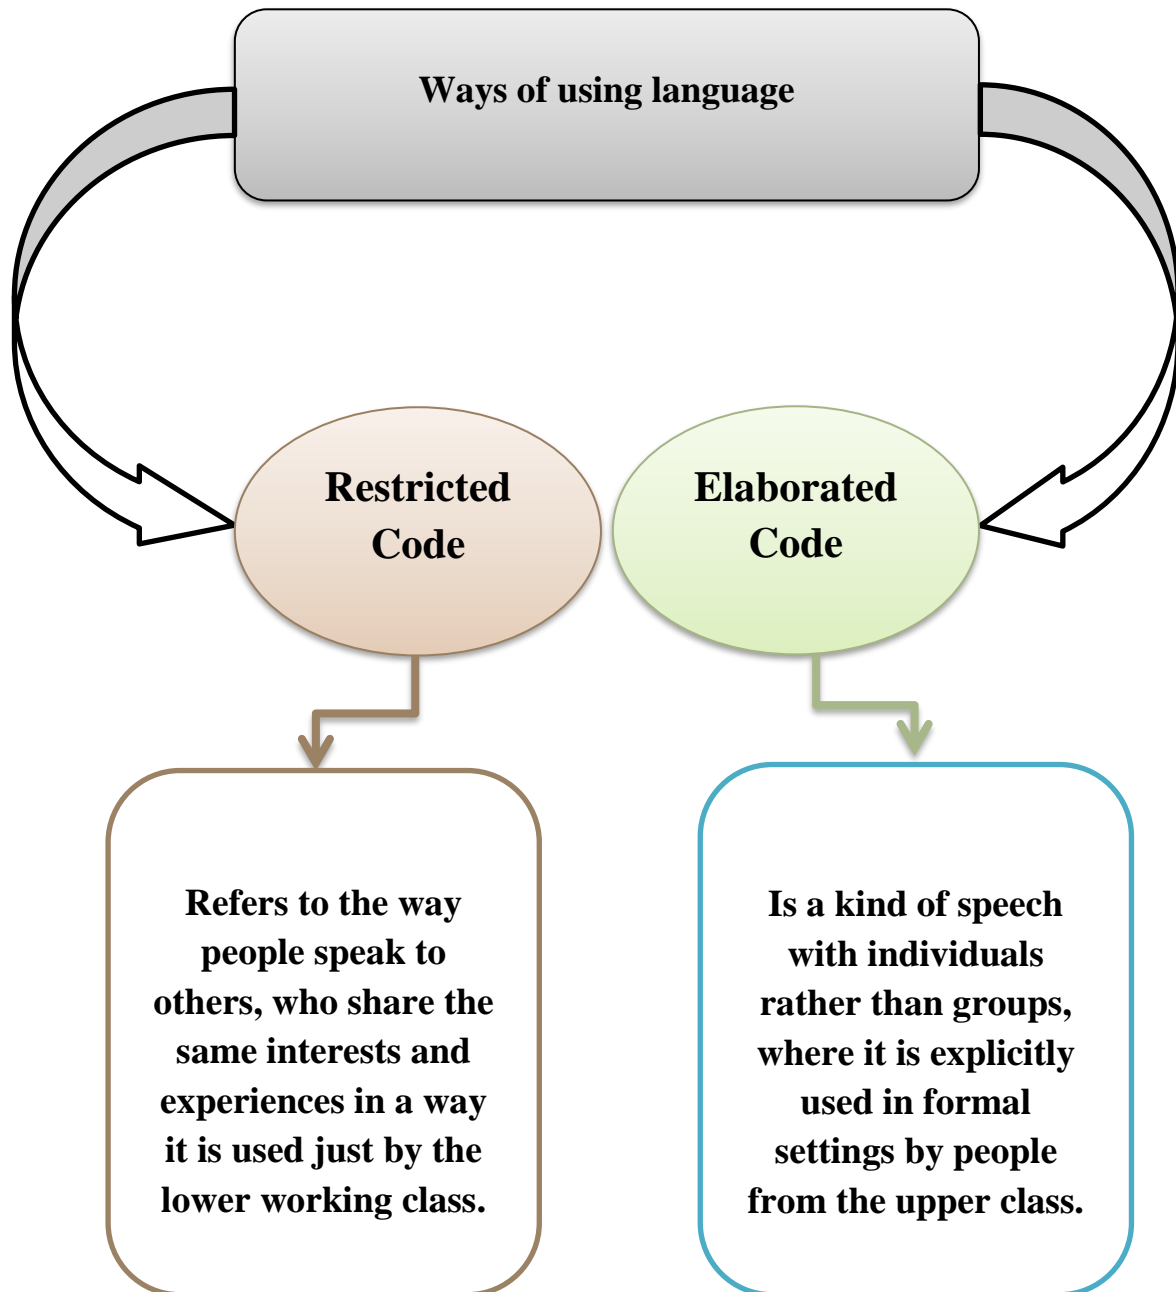 Ways of using language
Restricted
Code
Elaborated
Code
Refers to the way
people speak to
others, who share the
same interests and
experiences in a way
it is used just by the
lower working class.
Is a kind of speech
with individuals
rather than groups,
where it is explicitly
used in formal
settings by people
from the upper class.